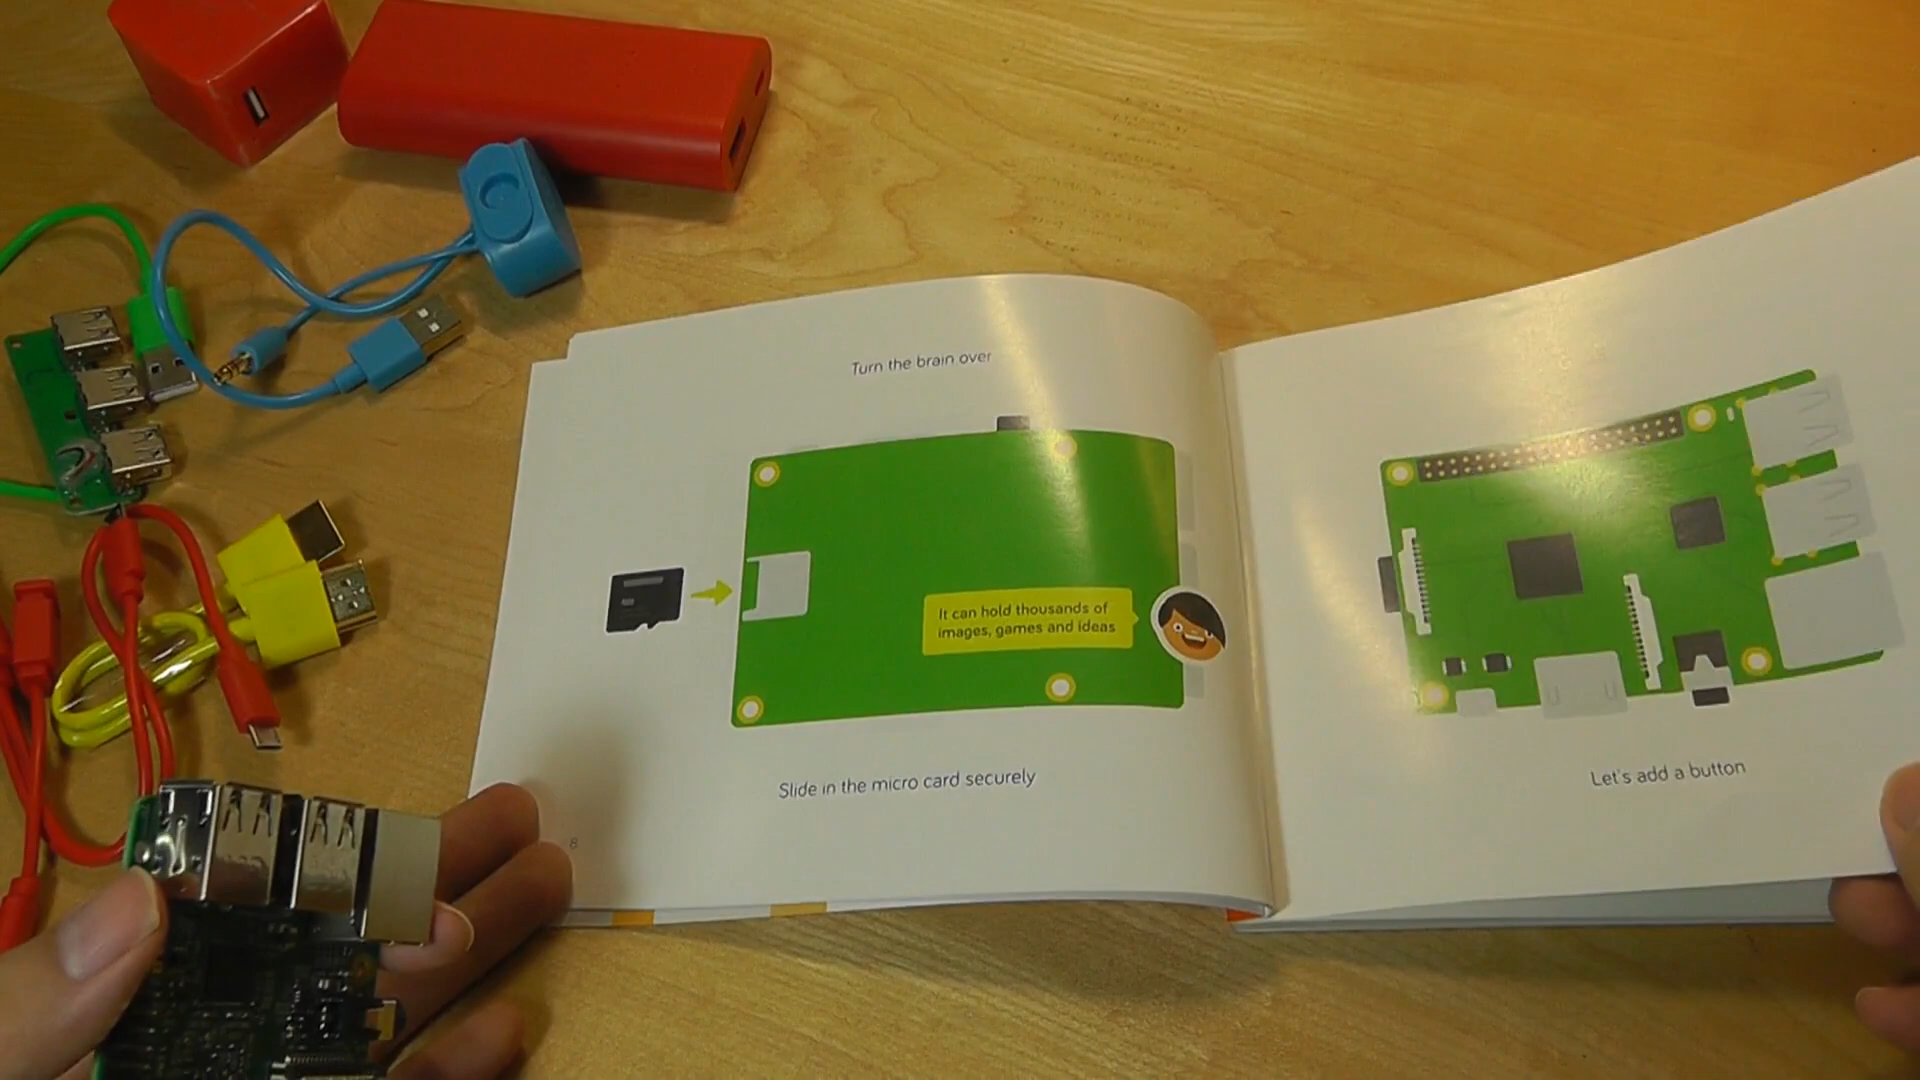 Turn the brain over
It can hold thousands of
images, games and ideas
Slide in the micro card securely
8
Let's add a button